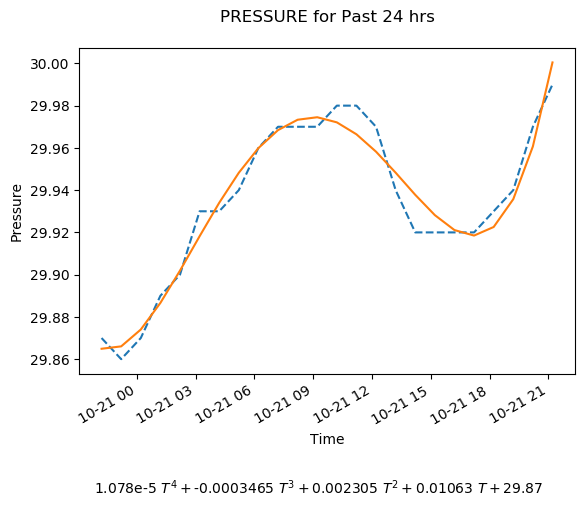 PRESSURE for Past 24 hrs
30.00
29.98
29.96
29.94
29.92
29.90
29.88
29.86
Pressure
10-21 00 10-21 03 10-21 06 10-21 09 10-21 12 10-21 15 10-21 18 10-21 21
Time
1.078e-5 T⁴ + -0.0003465 T³ + 0.002305 T² + 0.01063 T + 29.87